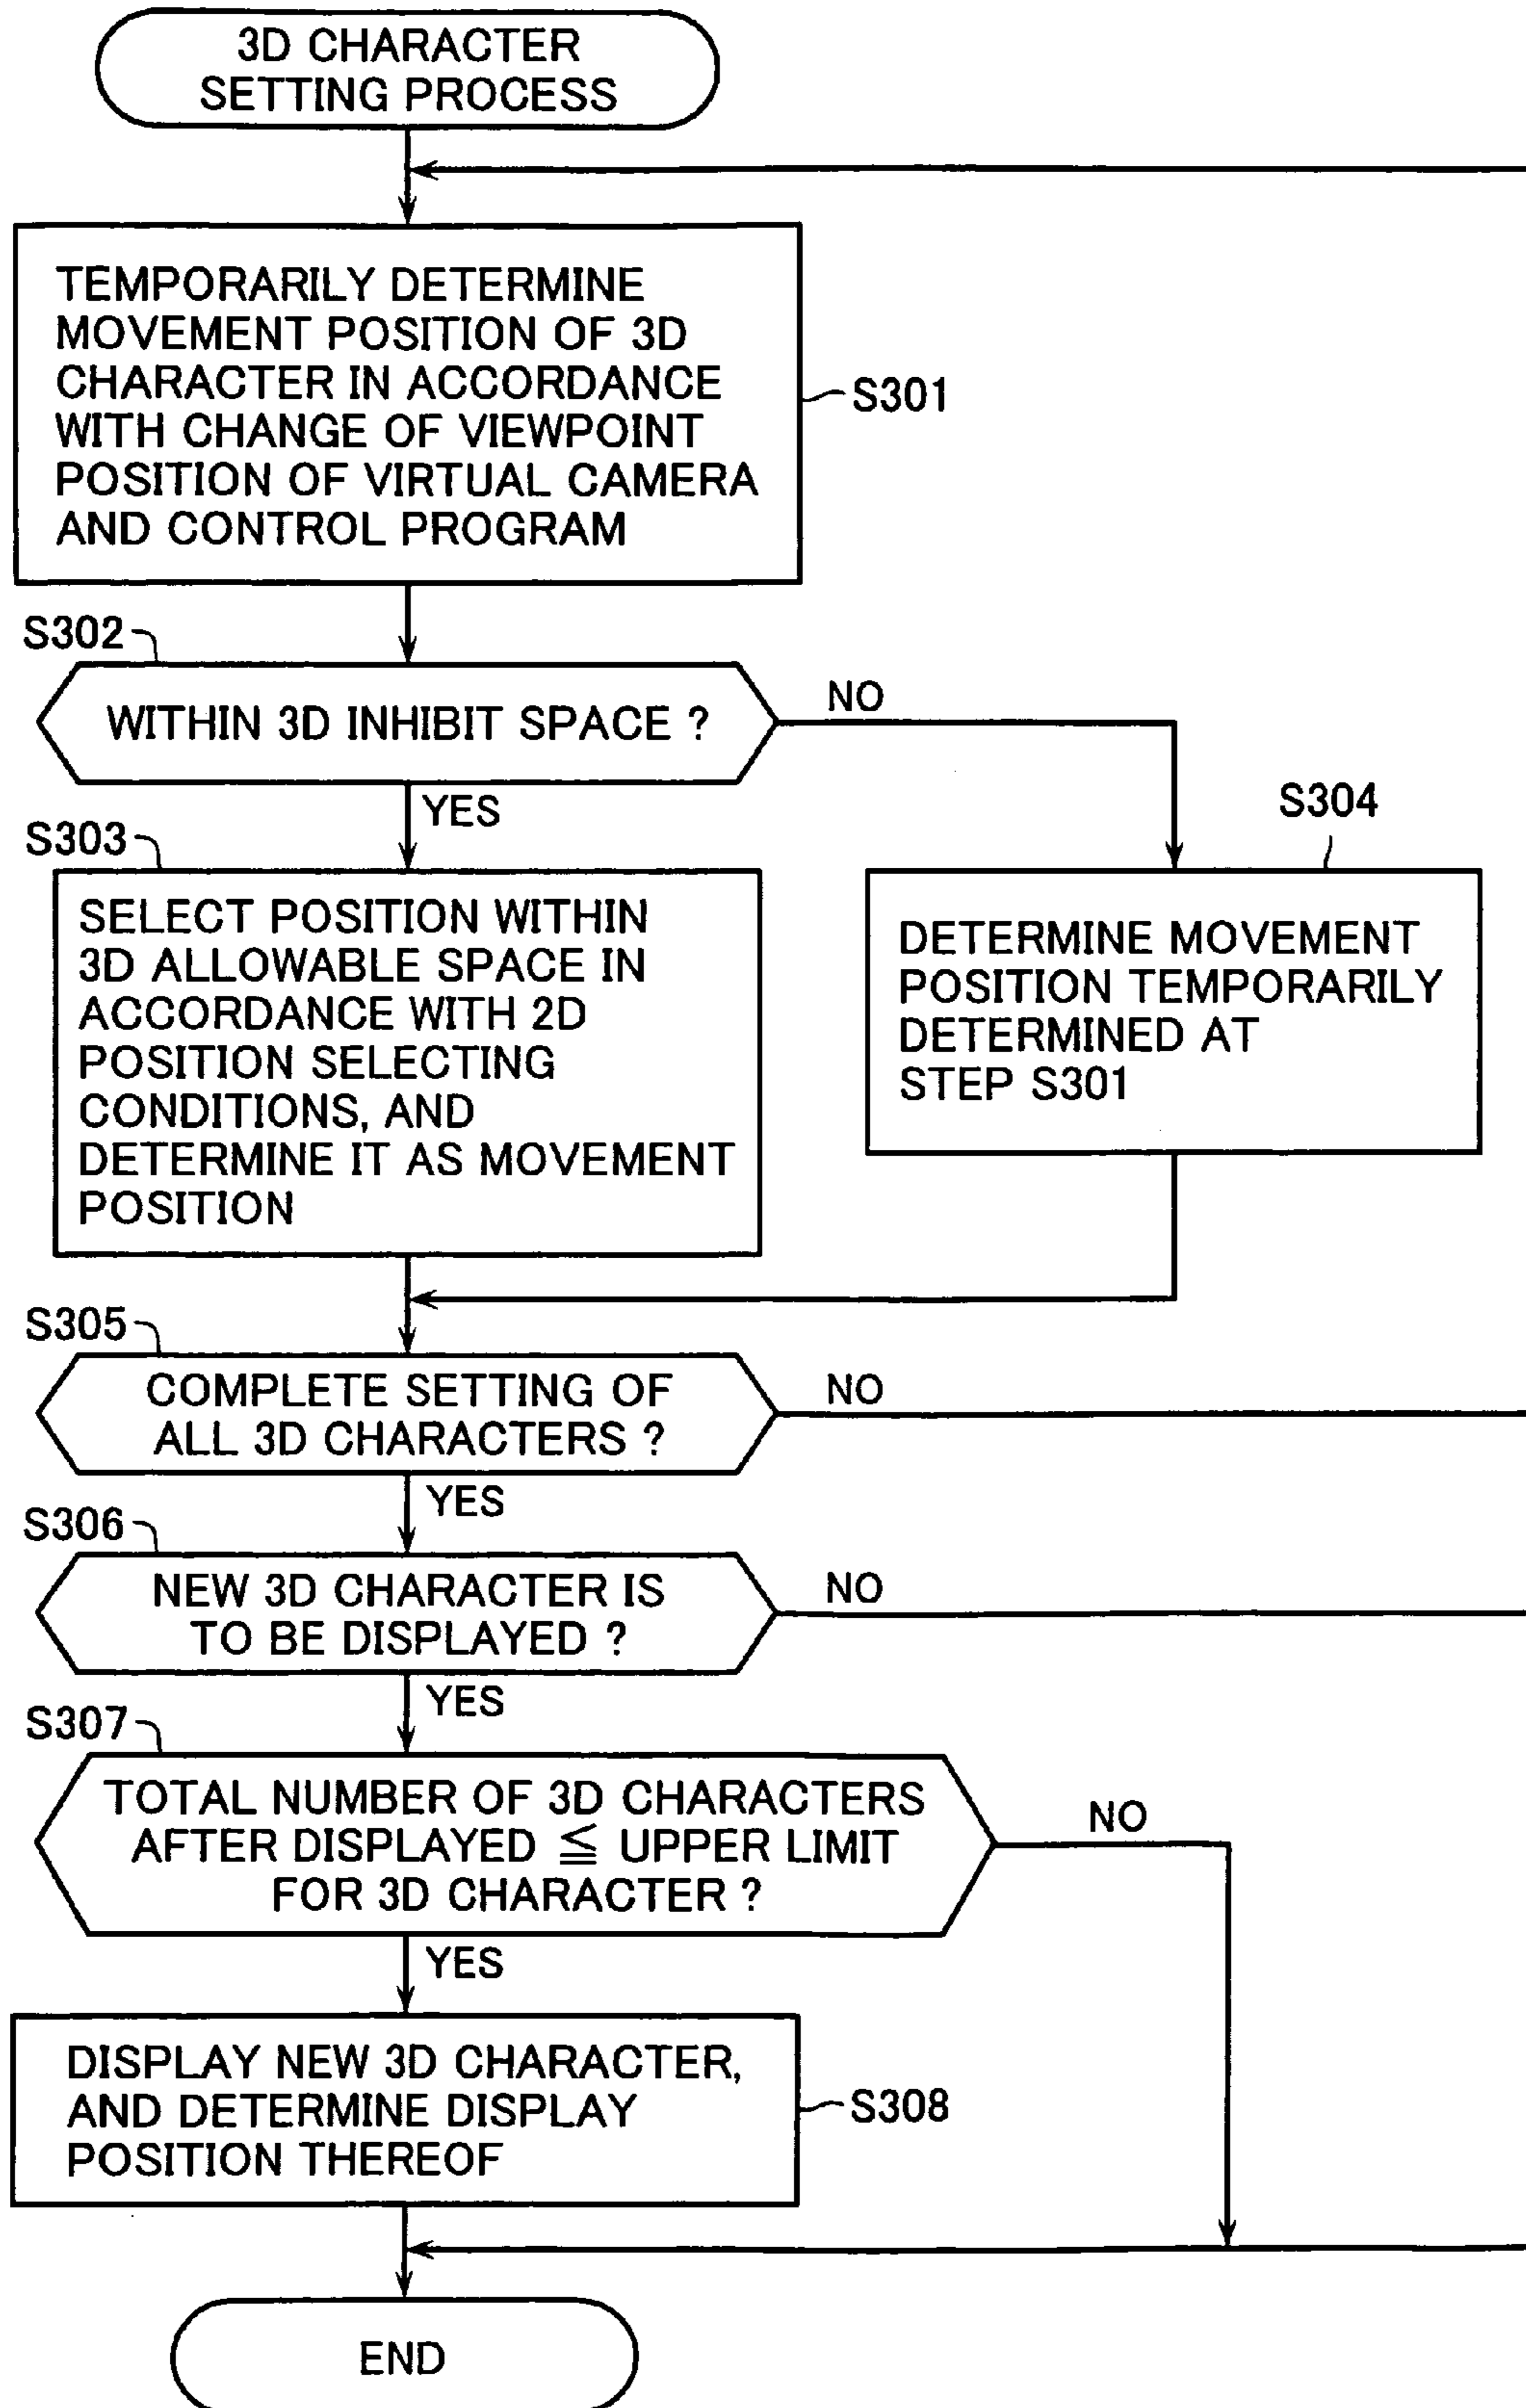 3D CHARACTER
SETTING PROCESS
TEMPORARILY DETERMINE
MOVEMENT POSITION OF 3D
CHARACTER IN ACCORDANCE
WITH CHANGE OF VIEWPOINT
POSITION OF VIRTUAL CAMERA
AND CONTROL PROGRAM
S301
S302
WITHIN 3D INHIBIT SPACE ?
NO
YES
S303
SELECT POSITION WITHIN
3D ALLOWABLE SPACE IN
ACCORDANCE WITH 2D
POSITION SELECTING
CONDITIONS, AND
DETERMINE IT AS MOVEMENT
POSITION
S304
DETERMINE MOVEMENT
POSITION TEMPORARILY
DETERMINED AT
STEP S301
S305
COMPLETE SETTING OF
ALL 3D CHARACTERS ?
NO
YES
S306
NEW 3D CHARACTER IS
TO BE DISPLAYED ?
NO
YES
S307
TOTAL NUMBER OF 3D CHARACTERS
AFTER DISPLAYED ≦ UPPER LIMIT
FOR 3D CHARACTER ?
NO
YES
DISPLAY NEW 3D CHARACTER,
AND DETERMINE DISPLAY
POSITION THEREOF
S308
END